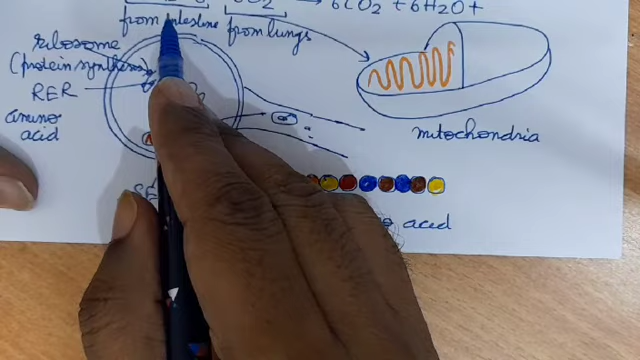 → 6CO2 + 6H2O +
from intestine
from lungs
ribosome
(protein synthesis)
RER
amino
acid
mitochondria
acid